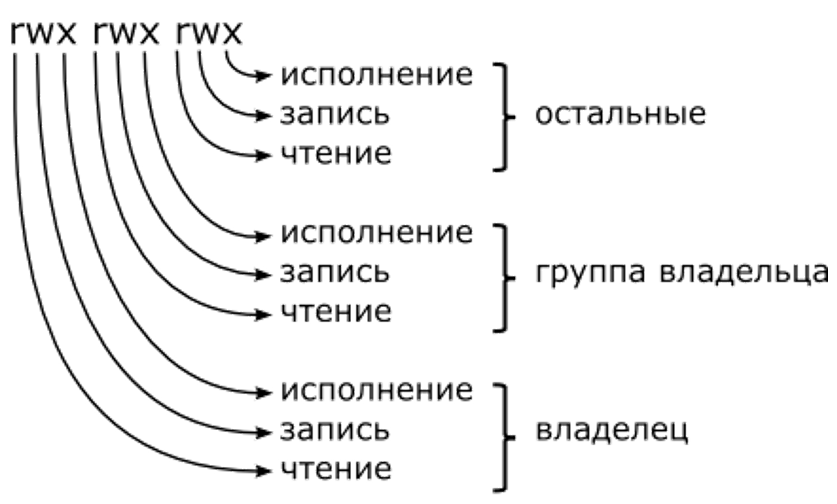 rwx rwx rwx
исполнение
запись
чтение
остальные
исполнение
запись
чтение
группа владельца
исполнение
запись
чтение
владелец